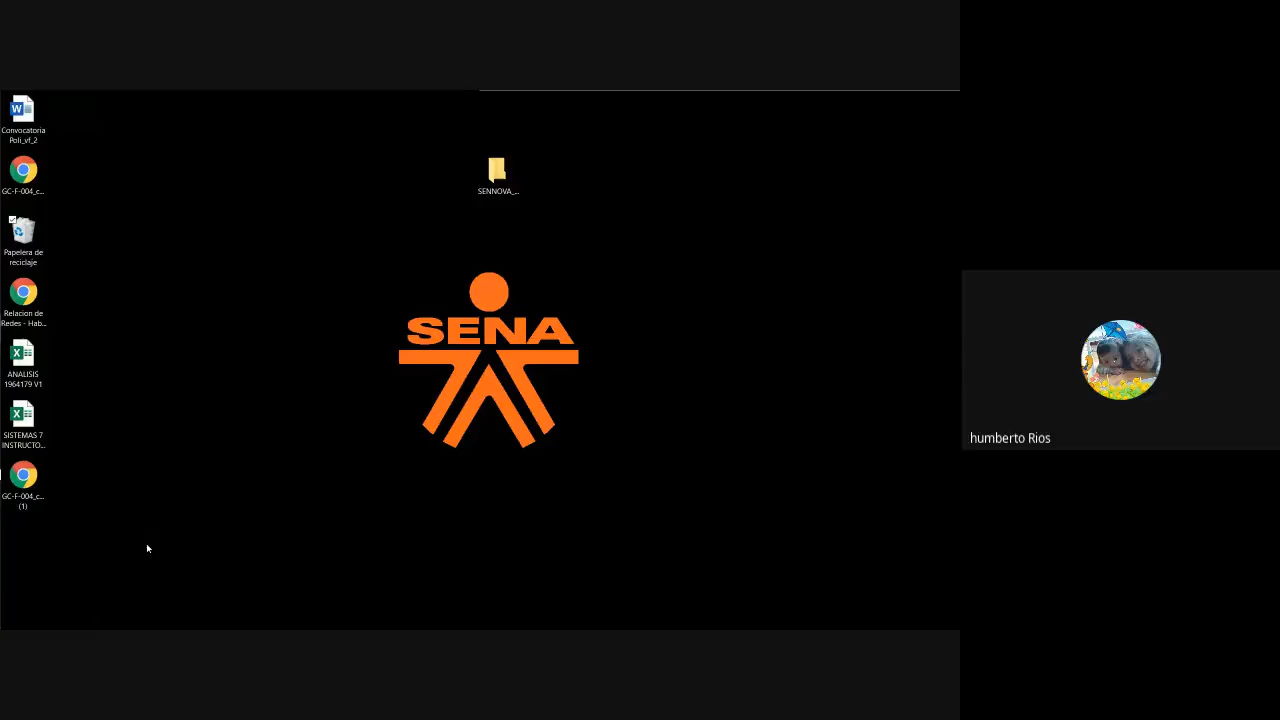 Convocatoria
Poli_vf_2
GC-F-004_c...
Papelera de
reciclaje
Relacion de
Redes - Hab...
ANALISIS
1964179 V1
SISTEMAS 7
INSTRUCTO...
GC-F-004_c...
(1)
SENNOVA_...
SENA
humberto Rios